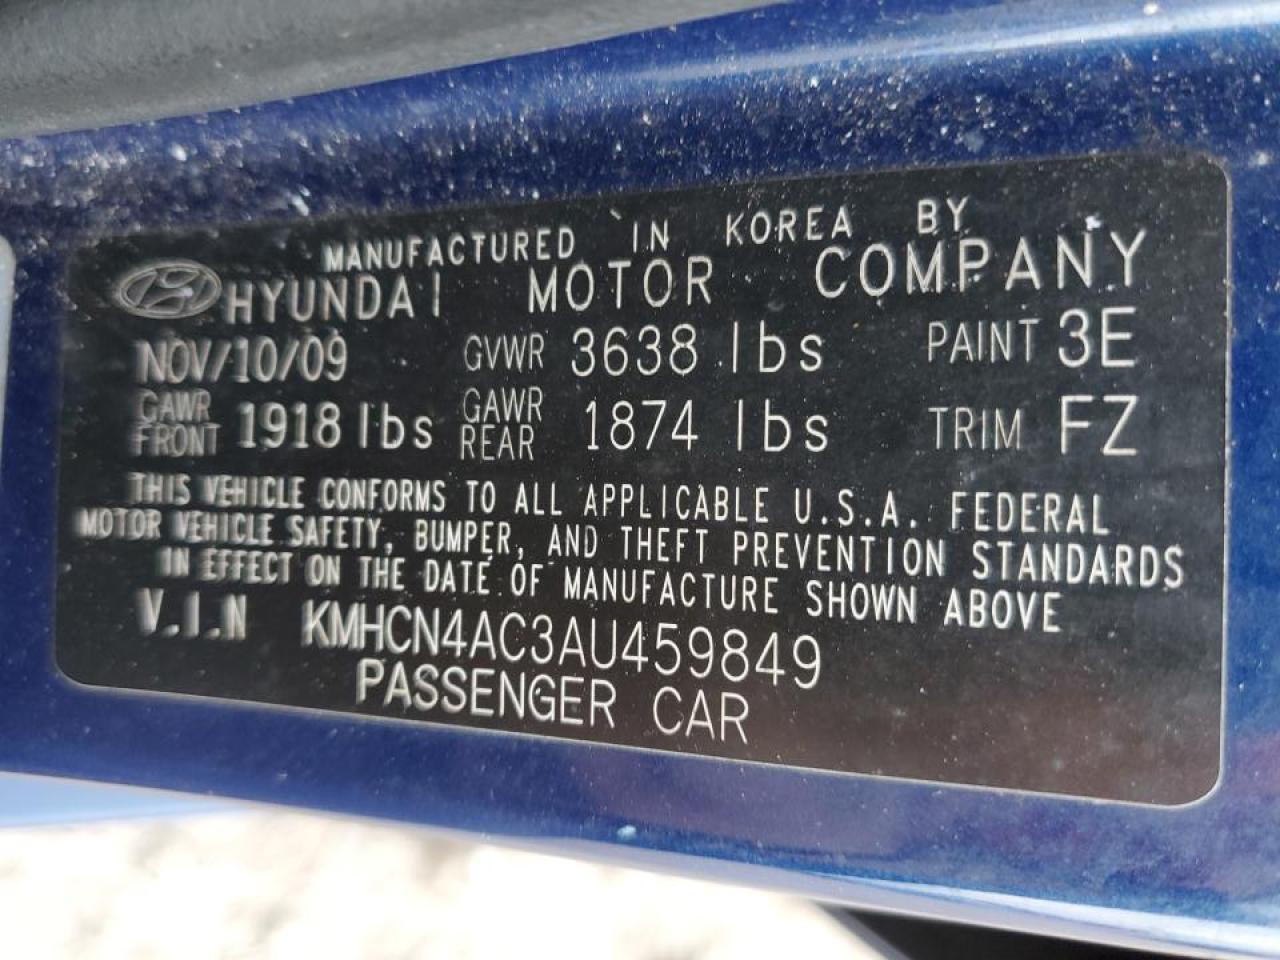 MANUFACTURED IN KOREA BY
HYUNDAI MOTOR COMPANY
NOV/10/09 GVWR 3638 lbs PAINT 3E
GAWR FRONT 1918 lbs GAWR REAR 1874 lbs TRIM FZ
THIS VEHICLE CONFORMS TO ALL APPLICABLE U.S.A. FEDERAL
MOTOR VEHICLE SAFETY, BUMPER, AND THEFT PREVENTION STANDARDS
IN EFFECT ON THE DATE OF MANUFACTURE SHOWN ABOVE
V.I.N KMHCN4AC3AU459849
PASSENGER CAR